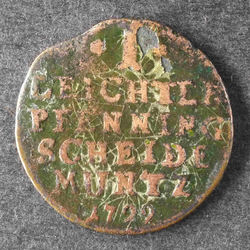 · 1 ·
LEICHTER
PFENNING
SCHEIDE
MUNTZ